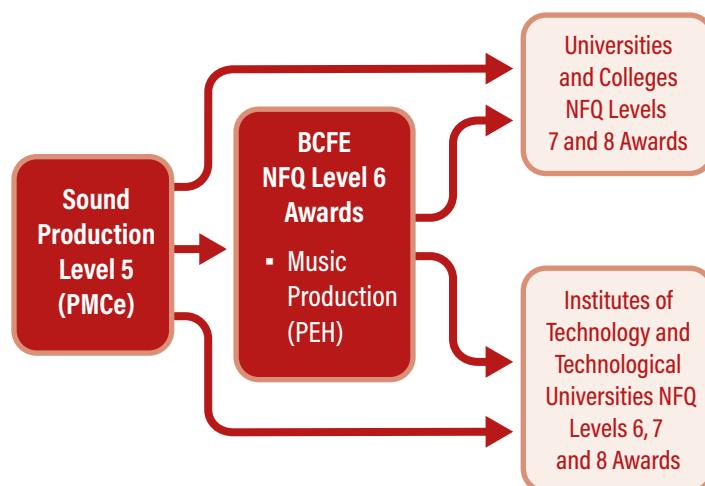 Sound
Production
Level 5
(PMCe)
BCFE
NFQ Level 6
Awards
▪ Music
Production
(PEH)
Universities
and Colleges
NFQ Levels
7 and 8 Awards
Institutes of
Technology and
Technological
Universities NFQ
Levels 6, 7
and 8 Awards